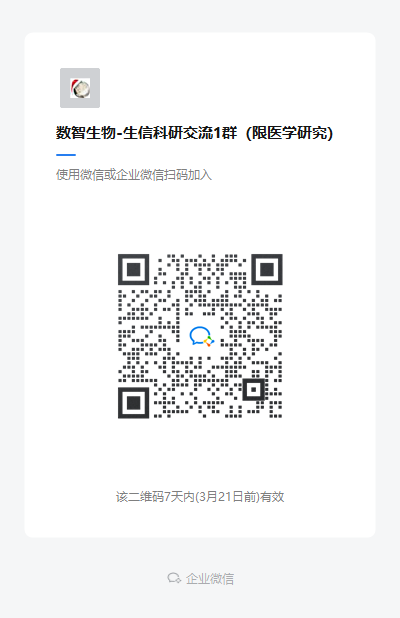 数智生物-生信科研交流1群（限医学研究）
使用微信或企业微信扫码加入
该二维码7天内(3月21日前)有效
企业微信